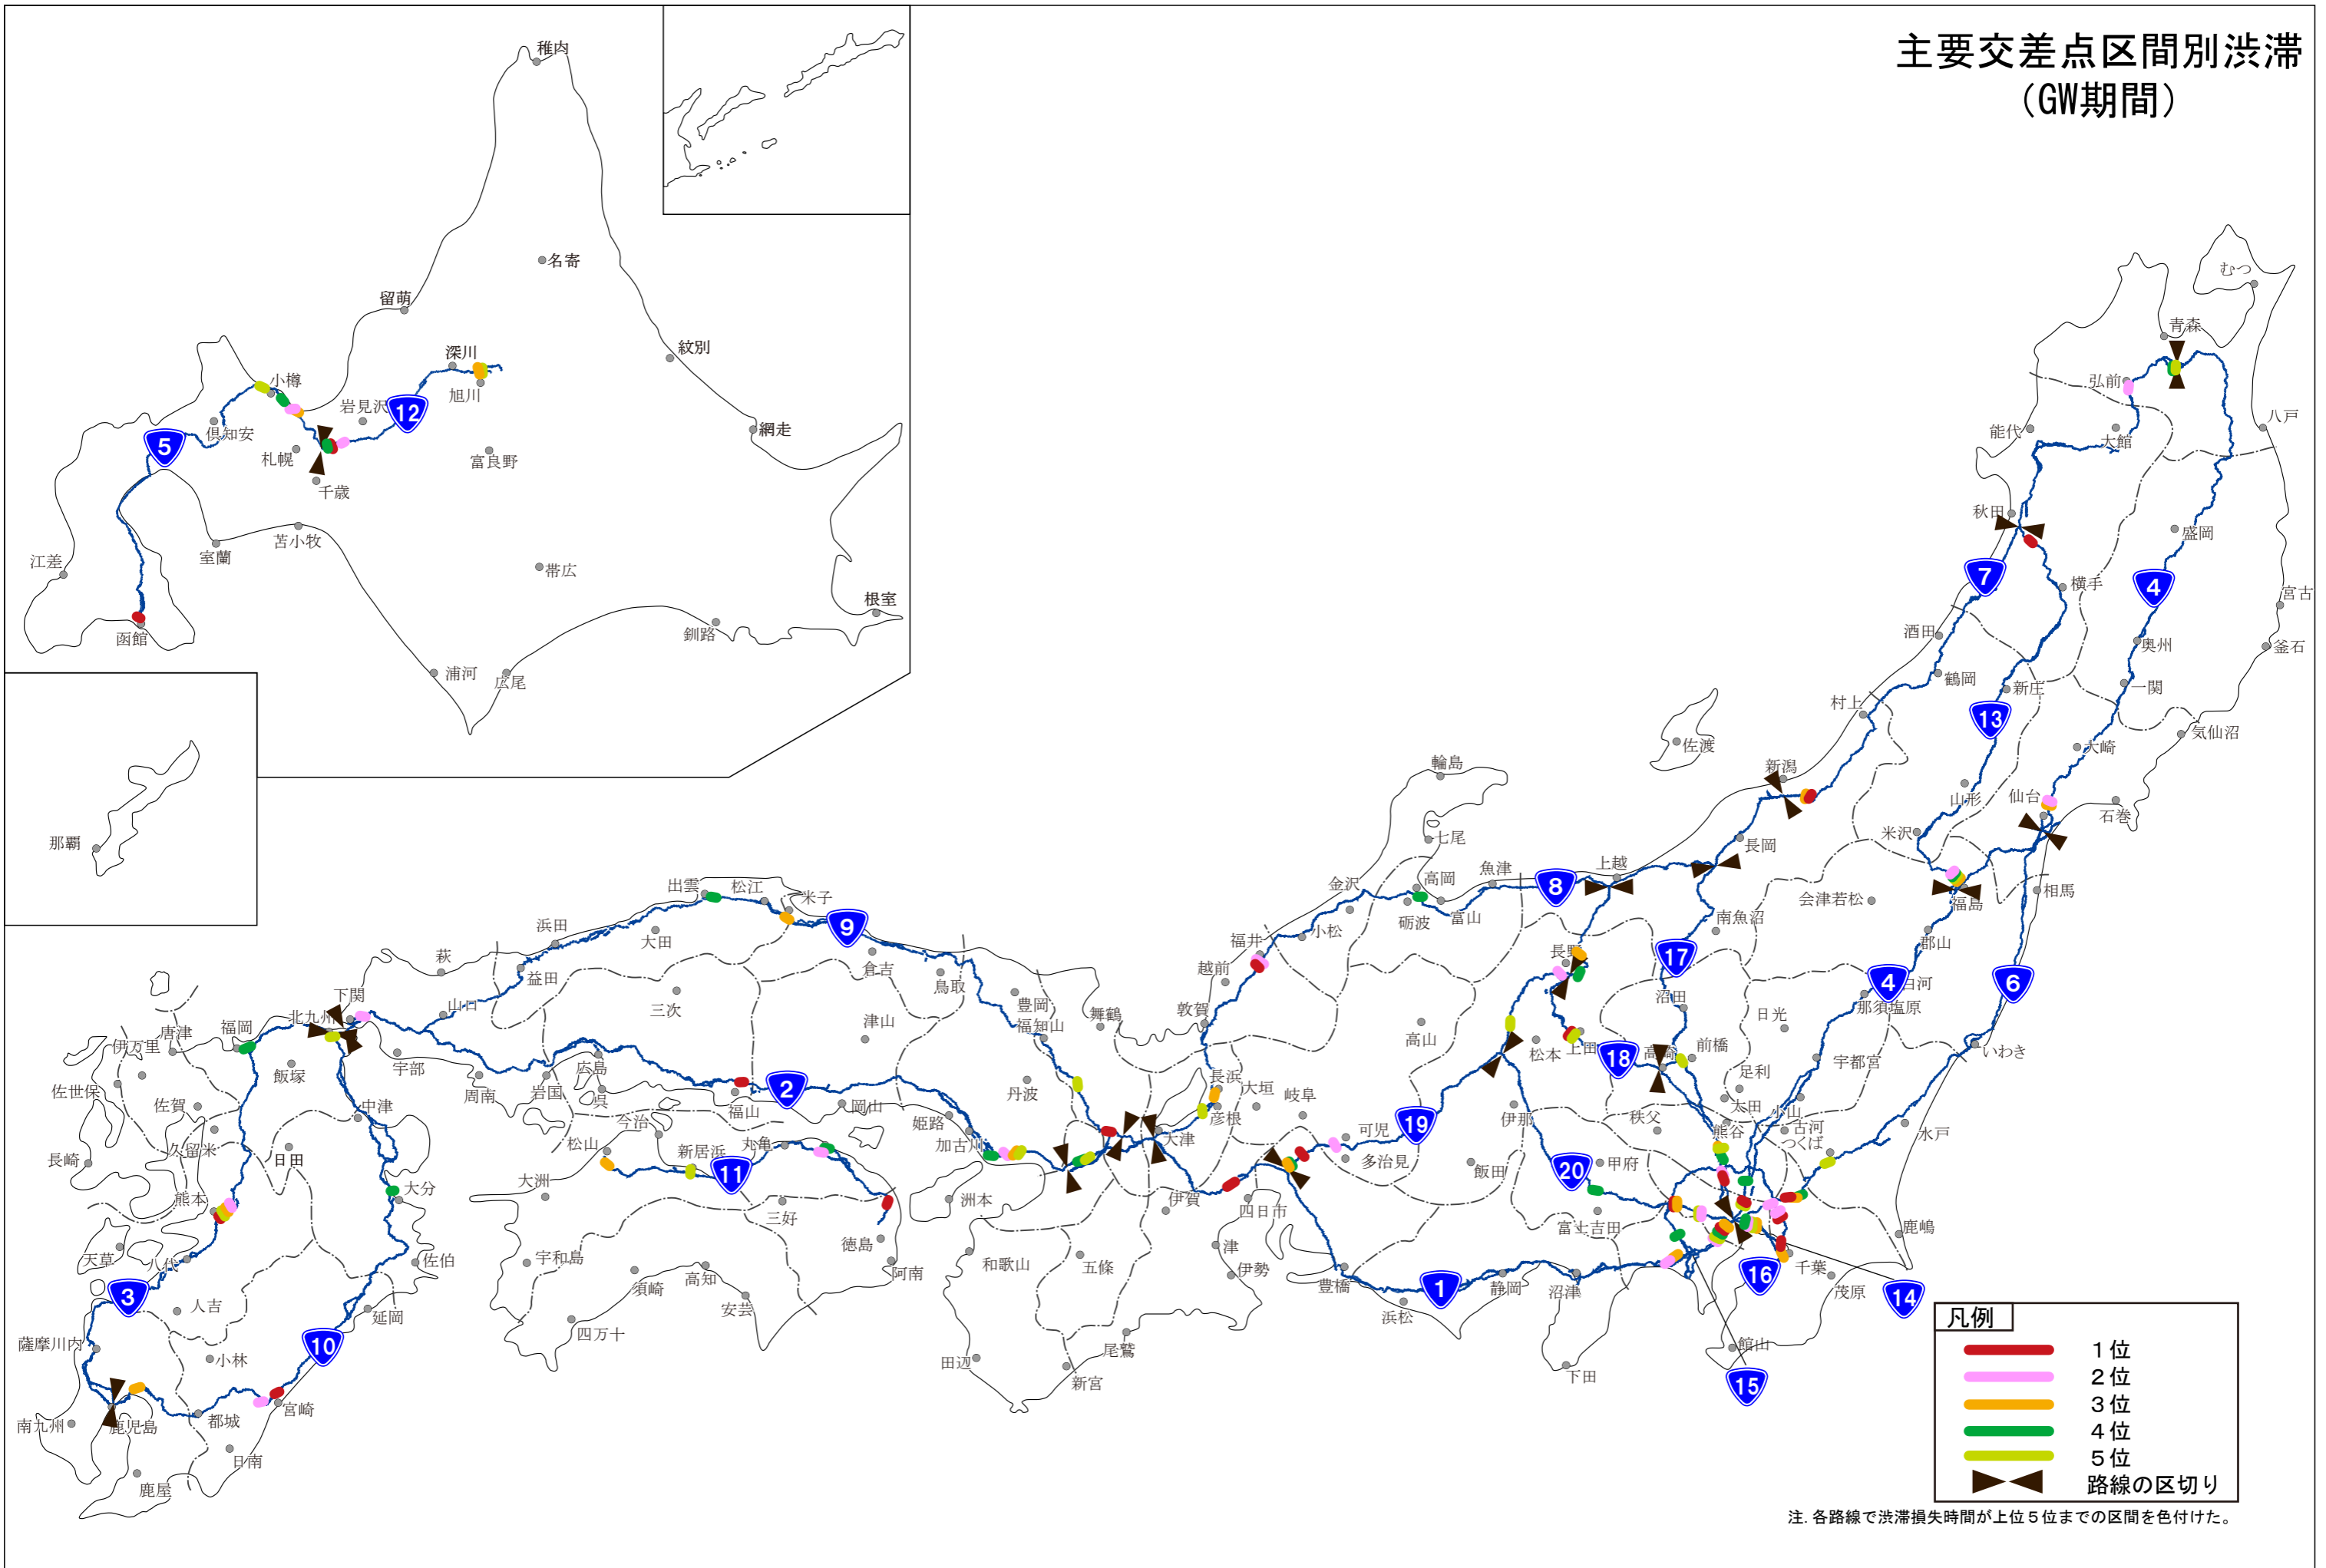 主要交差点区間別渋滞
(GW期間)
稚内
名寄
留萌
紋別
深川
旭川
小樽
岩見沢
12
倶知安
5
札幌
富良野
網走
千歳
苫小牧
室蘭
江差
帯広
根室
函館
釧路
浦河
広尾
那覇
むつ
青森
弘前
八戸
能代
大館
秋田
盛岡
7
横手
4
宮古
酒田
奥州
釜石
鶴岡
新庄
一関
村上
13
気仙沼
佐渡
大崎
輪島
新潟
山形
仙台
石巻
七尾
長岡
米沢
魚津
上越
高岡
金沢
8
砺波
富山
会津若松
福島
相馬
南魚沼
小松
福井
長野
17
郡山
越前
4
白河
6
沼田
那須塩原
敦賀
高山
日光
松本
上田
18
高崎
前橋
宇都宮
いわき
足利
長浜
大垣
岐阜
彦根
19
伊那
秩父
太田
小山
熊谷
古河
つくば
水戸
可児
多治見
飯田
20
甲府
大津
伊賀
四日市
富士吉田
鹿嶋
津
伊勢
豊橋
1
浜松
静岡
沼津
16
千葉
茂原
14
館山
15
下田
出雲
松江
米子
9
浜田
大田
倉吉
鳥取
豊岡
舞鶴
福知山
萩
益田
三次
津山
山口
下関
北九州
宇部
周南
岩国
広島
呉
福山
2
岡山
姫路
加古川
丹波
洲本
和歌山
五條
尾鷲
新宮
田辺
今治
松山
新居浜
丸亀
11
大洲
三好
徳島
阿南
宇和島
須崎
高知
安芸
四万十
唐津
福岡
伊万里
飯塚
佐世保
佐賀
中津
久留米
日田
長崎
大分
熊本
天草
八代
佐伯
3
人吉
延岡
薩摩川内
小林
10
宮崎
南九州
鹿児島
都城
日南
鹿屋
凡例
1位
2位
3位
4位
5位
路線の区切り
注.各路線で渋滞損失時間が上位5位までの区間を色付けた。